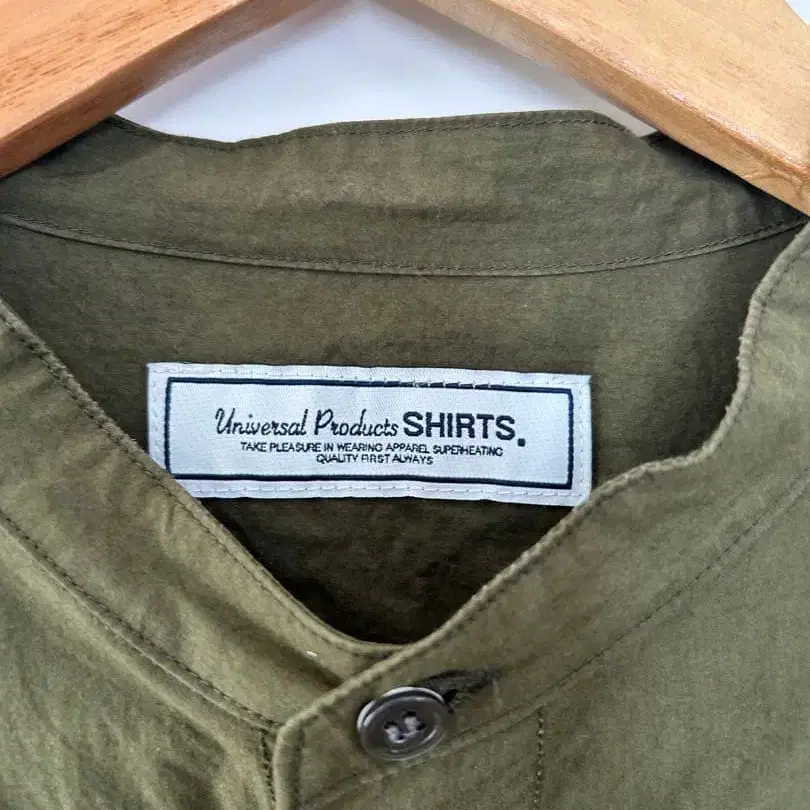 Universal Products SHIRTS.
TAKE PLEASURE IN WEARING APPAREL SUPERHEATING
QUALITY FIRST ALWAYS